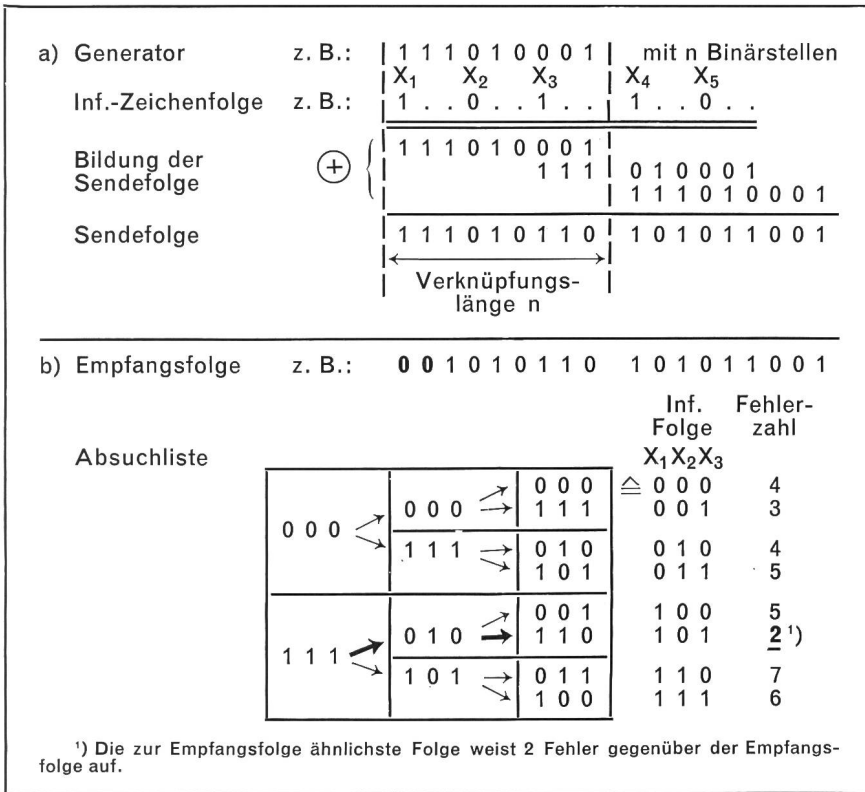 a) Generator z. B.: 1 1 1 0 1 0 0 0 1 mit n Binärstellen
X1 X2 X3 X4 X5
Inf.-Zeichenfolge z. B.: 1 . . 0 . . 1 . . 1 . . 0 . .
1 1 1 0 1 0 0 0 1
Bildung der
Sendefolge ⊕ { 1 1 1 0 1 0 0 0 1
1 1 1 0 1 0 0 0 1
Sendefolge 1 1 1 0 1 0 1 1 0 1 0 1 0 1 1 0 0 1
Verknüpfungs-
länge n
b) Empfangsfolge z. B.: 0 0 1 0 1 0 1 1 0 1 0 1 0 1 1 0 0 1
Inf. Fehler-
Folge zahl
Absuchliste X1X2X3
0 0 0 ≙ 0 0 0 4
0 0 0 1 1 1 0 0 1 3
0 0 0
1 1 1 0 1 0 0 1 0 4
1 0 1 0 1 1 5
0 0 1 1 0 0 5
0 1 0 1 1 0 1 0 1 2 ¹)
1 1 1
1 0 1 0 1 1 1 1 0 7
1 0 0 1 1 1 6
¹) Die zur Empfangsfolge ähnlichste Folge weist 2 Fehler gegenüber der Empfangs-
folge auf.